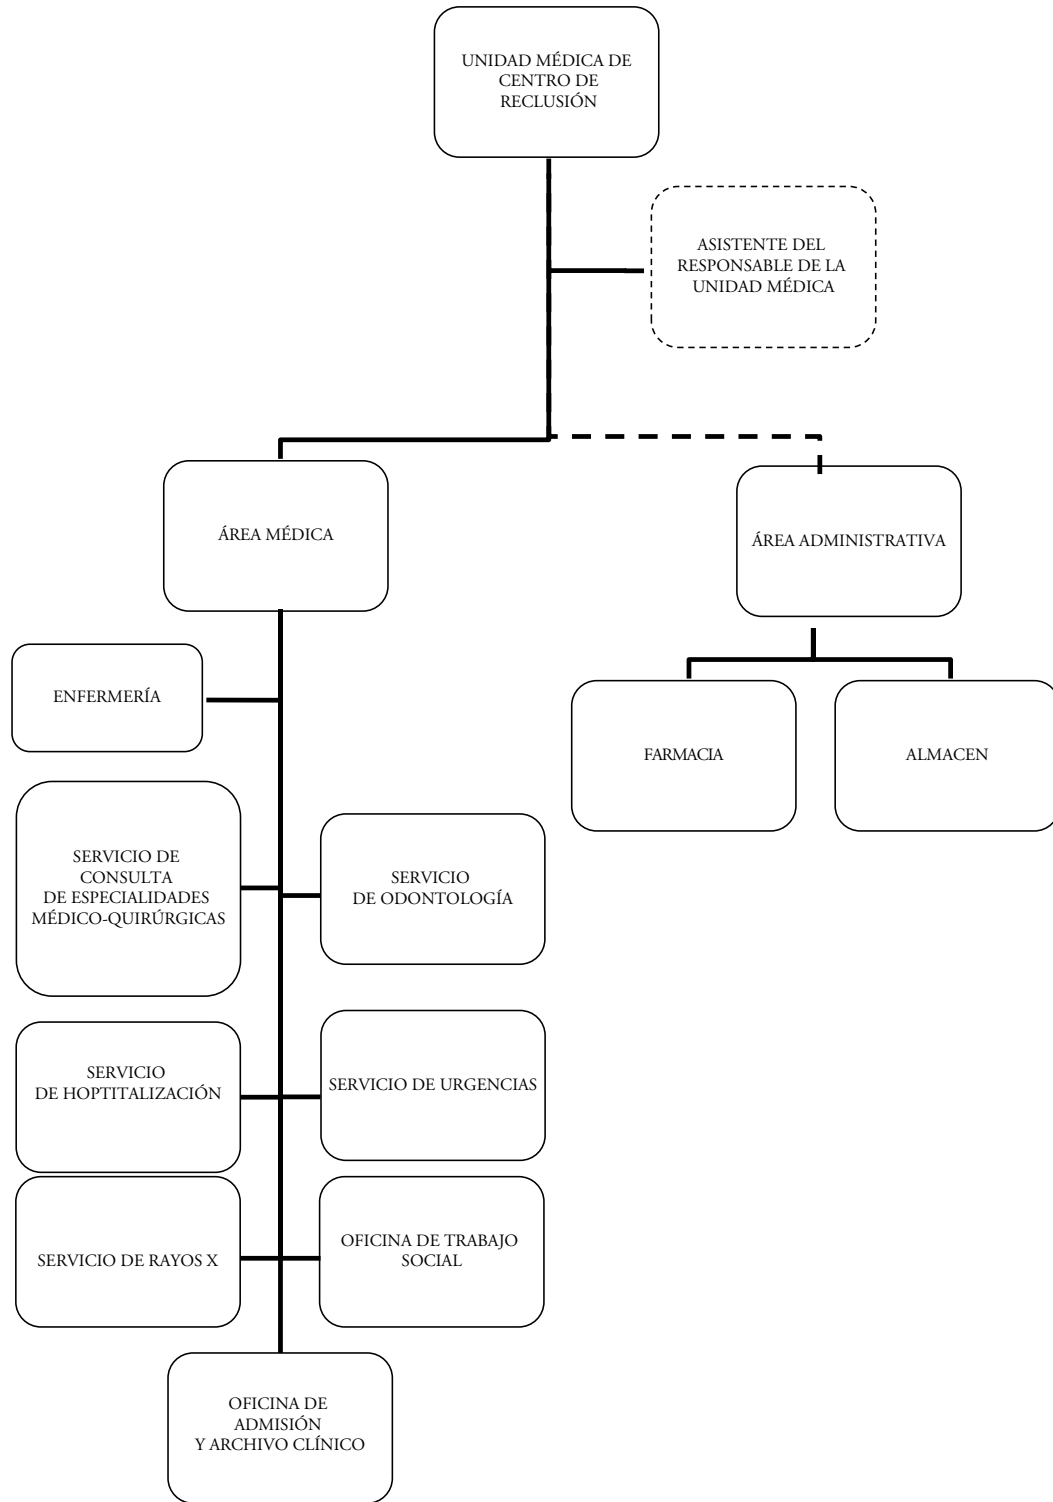 UNIDAD MÉDICA DE
CENTRO DE
RECLUSIÓN
ASISTENTE DEL
RESPONSABLE DE LA
UNIDAD MÉDICA
ÁREA MÉDICA
ÁREA ADMINISTRATIVA
ENFERMERÍA
FARMACIA
ALMACEN
SERVICIO DE
CONSULTA
DE ESPECIALIDADES
MÉDICO-QUIRÚRGICAS
SERVICIO
DE ODONTOLOGÍA
SERVICIO
DE HOPTITALIZACIÓN
SERVICIO DE URGENCIAS
SERVICIO DE RAYOS X
OFICINA DE TRABAJO
SOCIAL
OFICINA DE
ADMISIÓN
Y ARCHIVO CLÍNICO